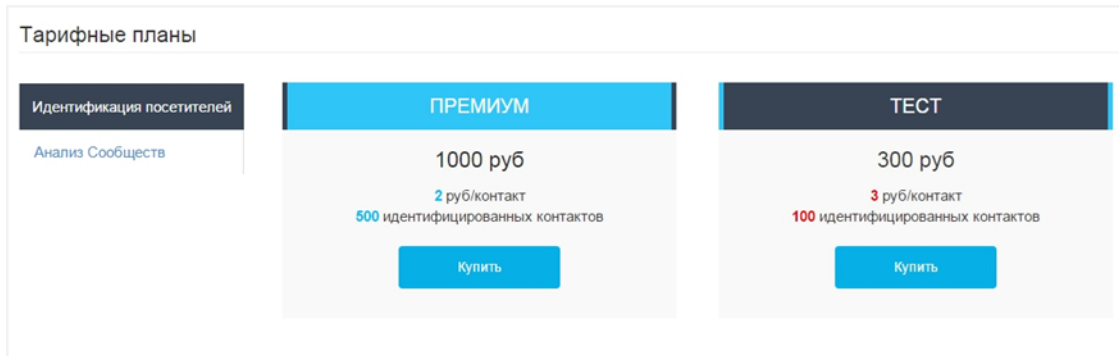 Тарифные планы
Идентификация посетителей
Анализ Сообществ
ПРЕМИУМ
1000 руб
2 руб/контакт
500 идентифицированных контактов
Купить
ТЕСТ
300 руб
3 руб/контакт
100 идентифицированных контактов
Купить